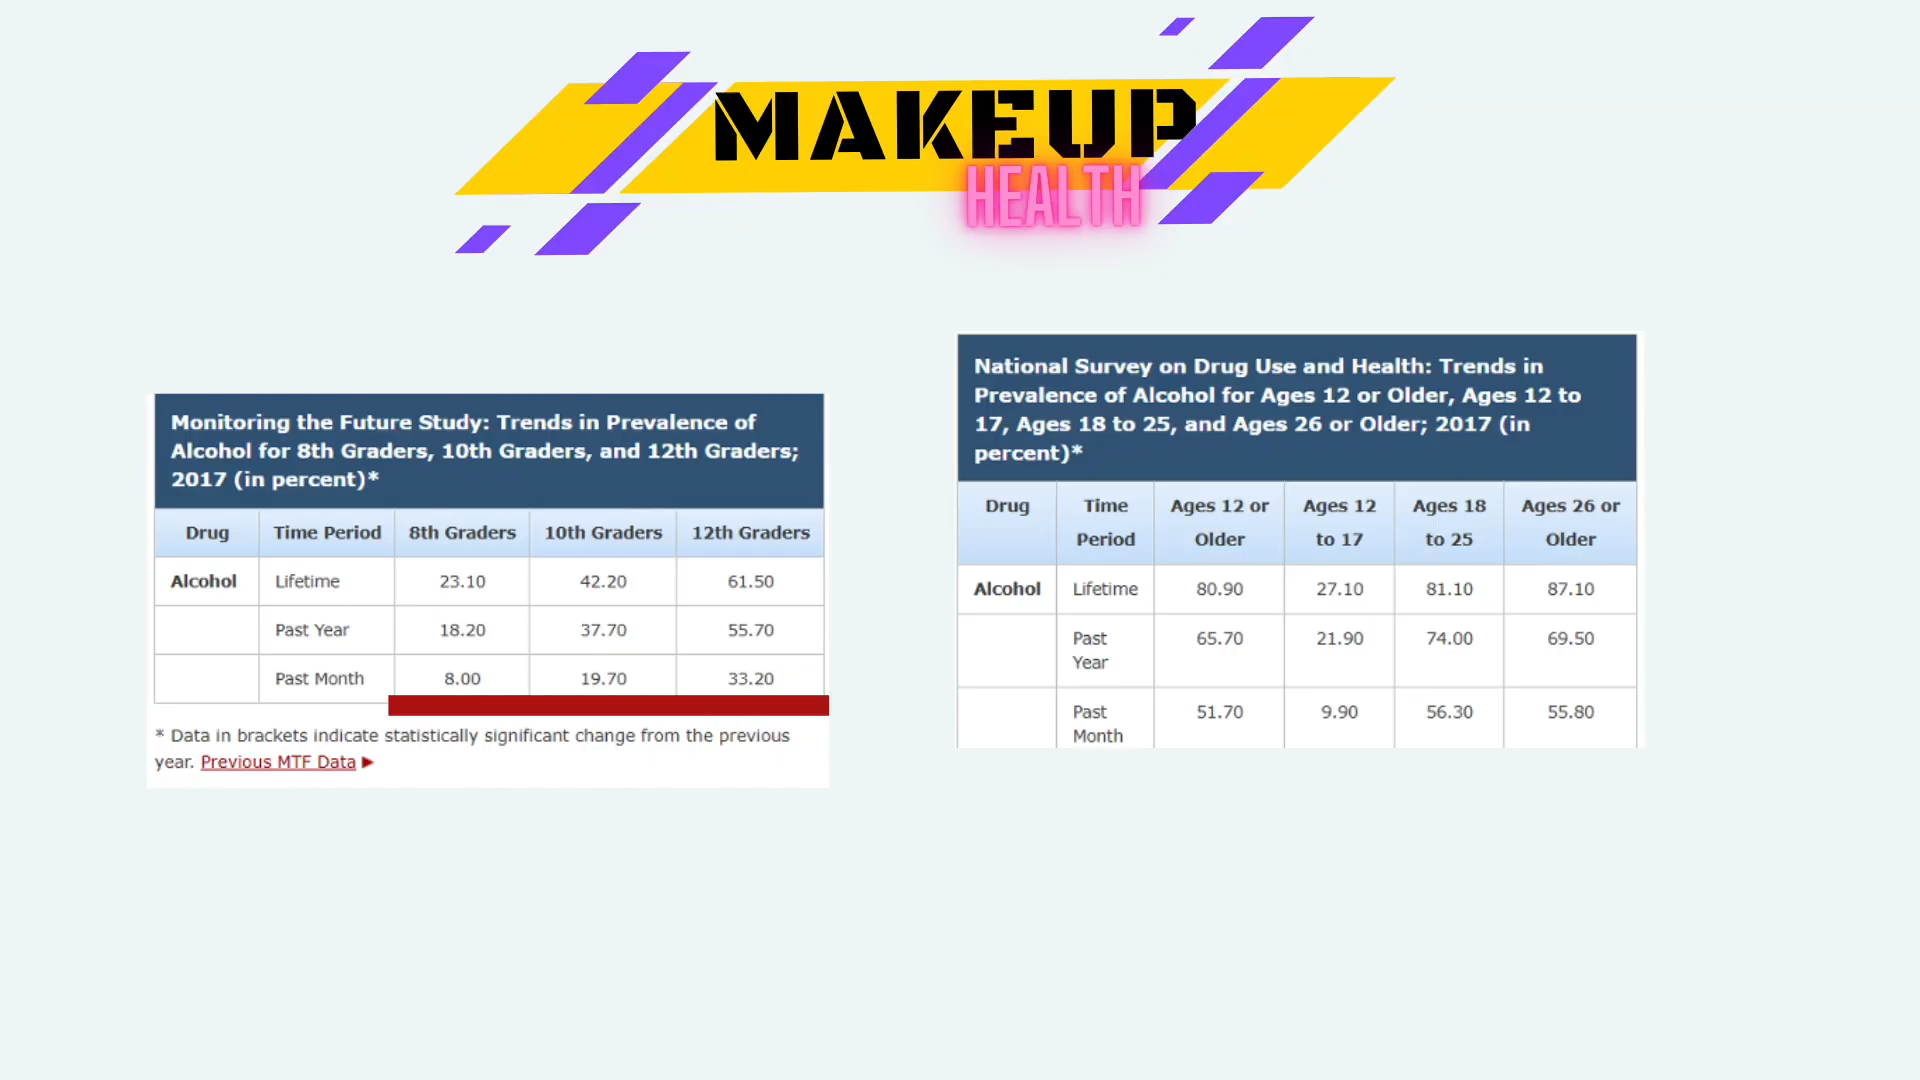 MAKEUP
HEALTH
Monitoring the Future Study: Trends in Prevalence of
Alcohol for 8th Graders, 10th Graders, and 12th Graders;
2017 (in percent)*
Drug Time Period 8th Graders 10th Graders 12th Graders
Alcohol Lifetime 23.10 42.20 61.50
Past Year 18.20 37.70 55.70
Past Month 8.00 19.70 33.20
* Data in brackets indicate statistically significant change from the previous
year. Previous MTF Data ▶
National Survey on Drug Use and Health: Trends in
Prevalence of Alcohol for Ages 12 or Older, Ages 12 to
17, Ages 18 to 25, and Ages 26 or Older; 2017 (in
percent)*
Drug Time Ages 12 or Ages 12 Ages 18 Ages 26 or
Period Older to 17 to 25 Older
Alcohol Lifetime 80.90 27.10 81.10 87.10
Past 65.70 21.90 74.00 69.50
Year
Past 51.70 9.90 56.30 55.80
Month